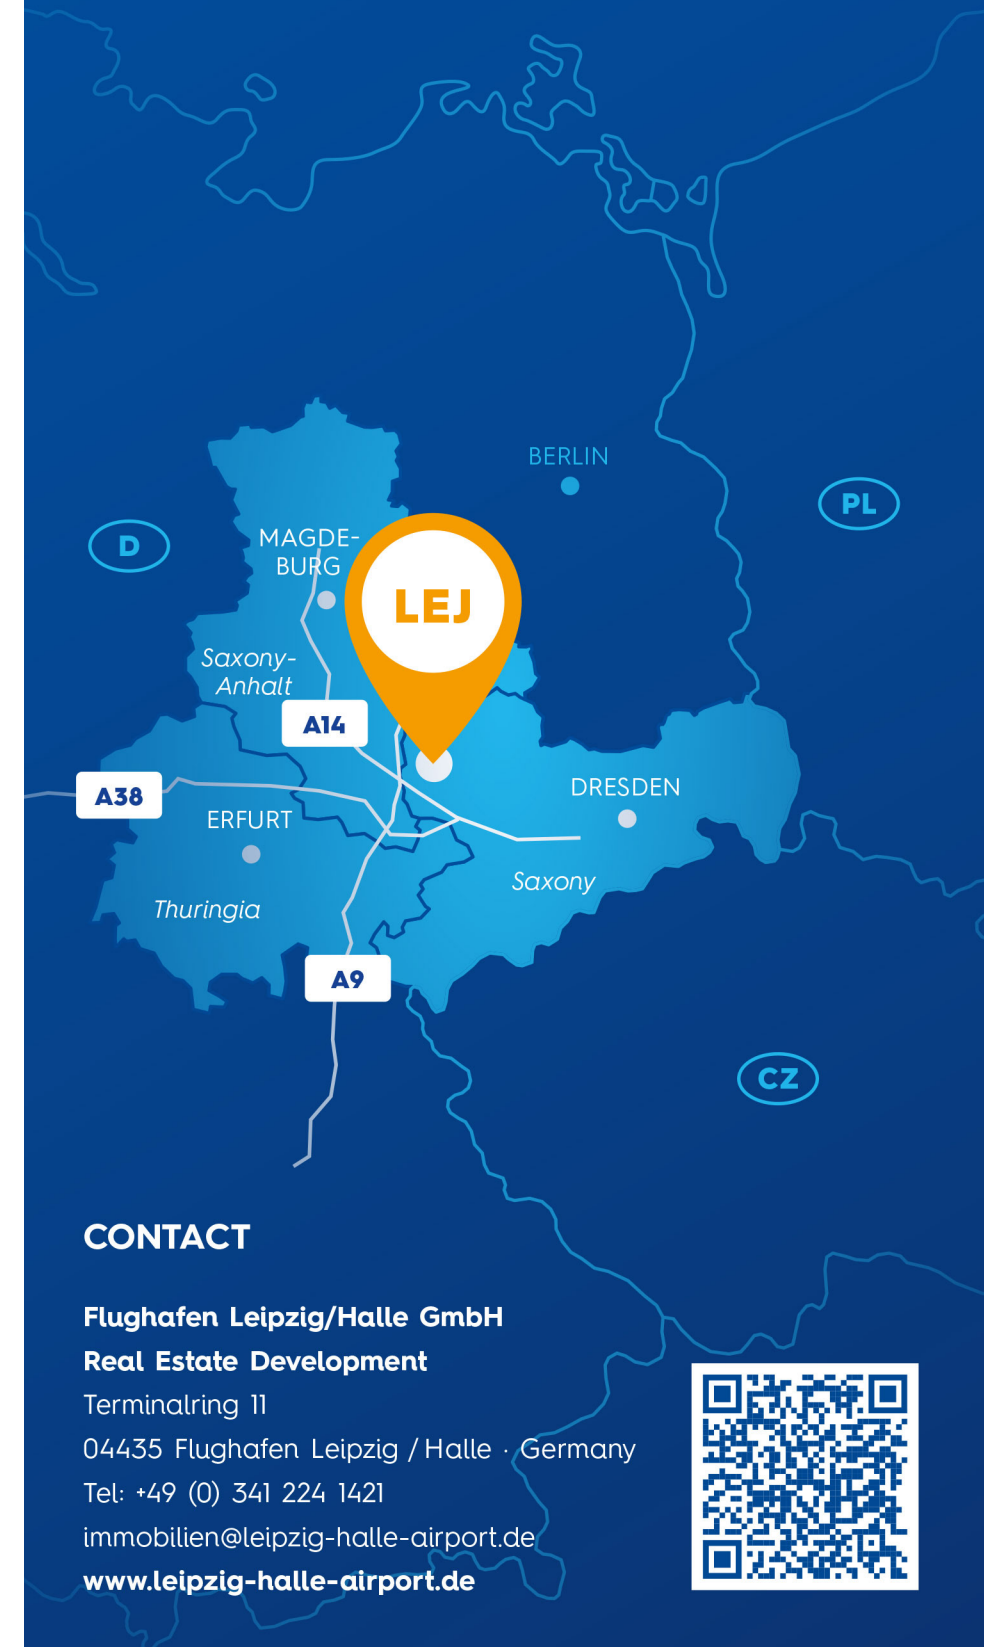 BERLIN
PL
D
MAGDE-
BURG
LEJ
Saxony-
Anhalt
A14
DRESDEN
A38
ERFURT
Saxony
Thuringia
A9
CZ
CONTACT
Flughafen Leipzig/Halle GmbH
Real Estate Development
Terminalring 11
04435 Flughafen Leipzig / Halle · Germany
Tel: +49 (0) 341 224 1421
immobilien@leipzig-halle-airport.de
www.leipzig-halle-airport.de